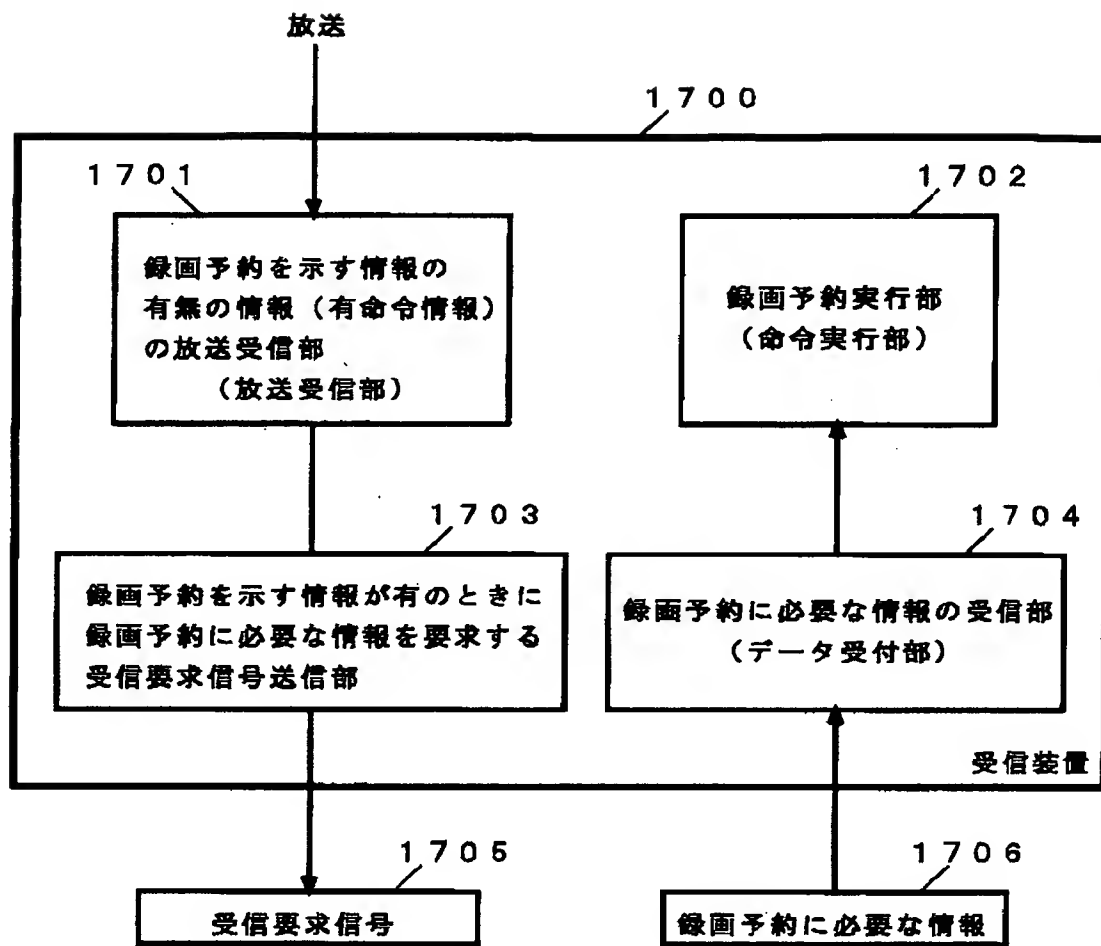 放送
1700
1701
録画予約を示す情報の
有無の情報（有命令情報）
の放送受信部
（放送受信部）
1702
録画予約実行部
（命令実行部）
1703
録画予約を示す情報が有のときに
録画予約に必要な情報を要求する
受信要求信号送信部
1704
録画予約に必要な情報の受信部
（データ受付部）
受信装置
1705
受信要求信号
1706
録画予約に必要な情報